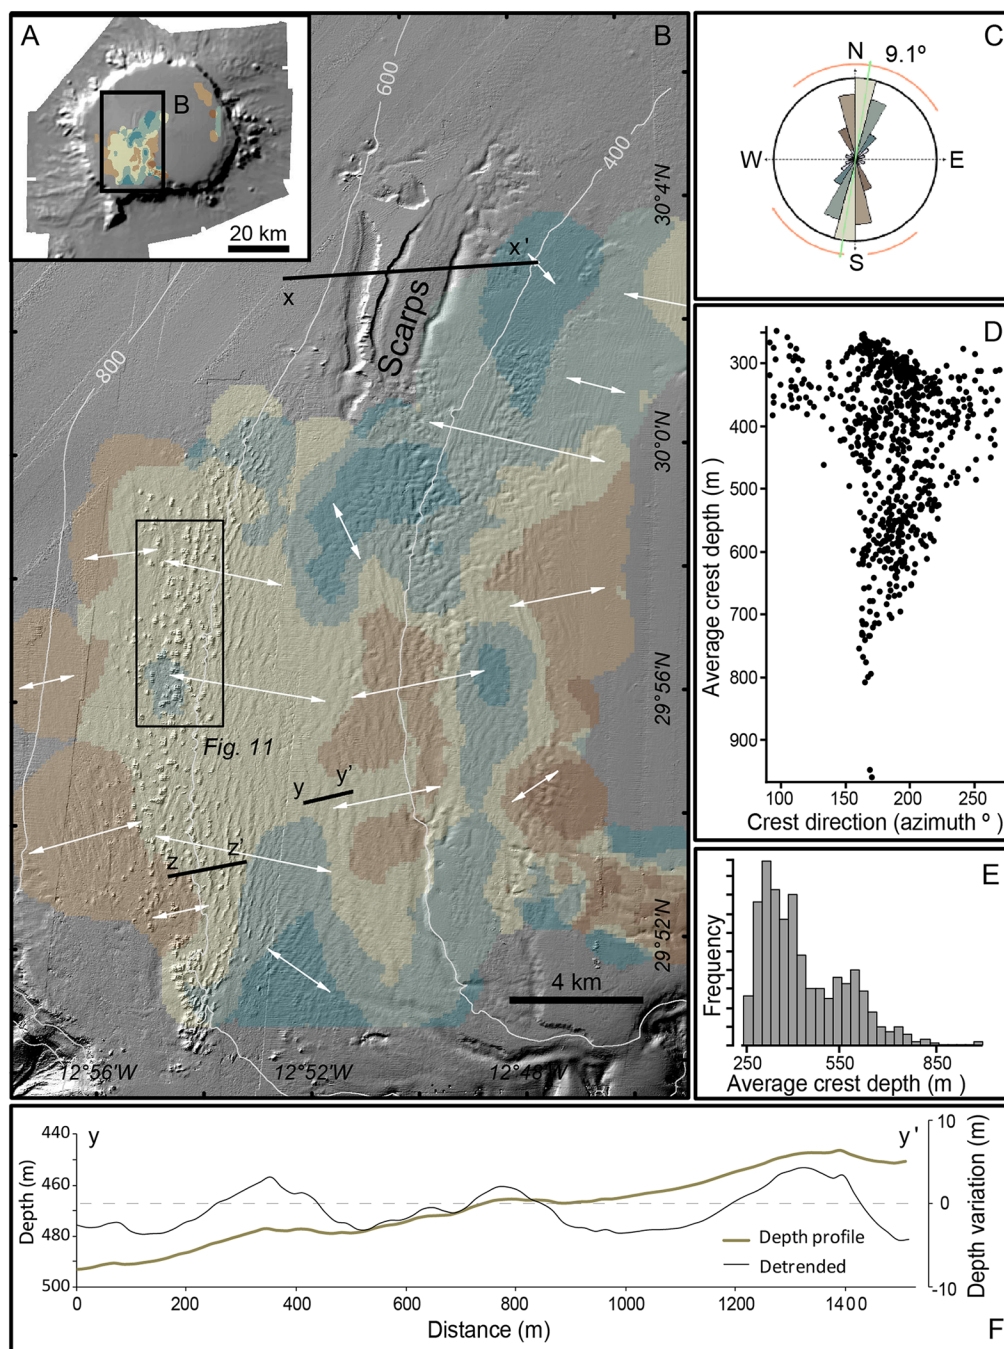 A
B
20 km
B
600
400
800
x
x'
Scarps
30°4'N
30°0'N
29°56'N
29°52'N
Fig. 11
y
y'
z
z'
4 km
12°56'W
12°52'W
12°48'W
C
N
9.1º
W
E
S
D
300
400
500
600
700
800
900
Average crest depth (m)
100
150
200
250
Crest direction (azimuth º)
E
Frequency
250
550
850
Average crest depth (m)
y
y'
440
460
480
500
Depth (m)
10
0
-10
Depth variation (m)
Depth profile
Detrended
0
200
400
600
800
1000
1200
1400
Distance (m)
F